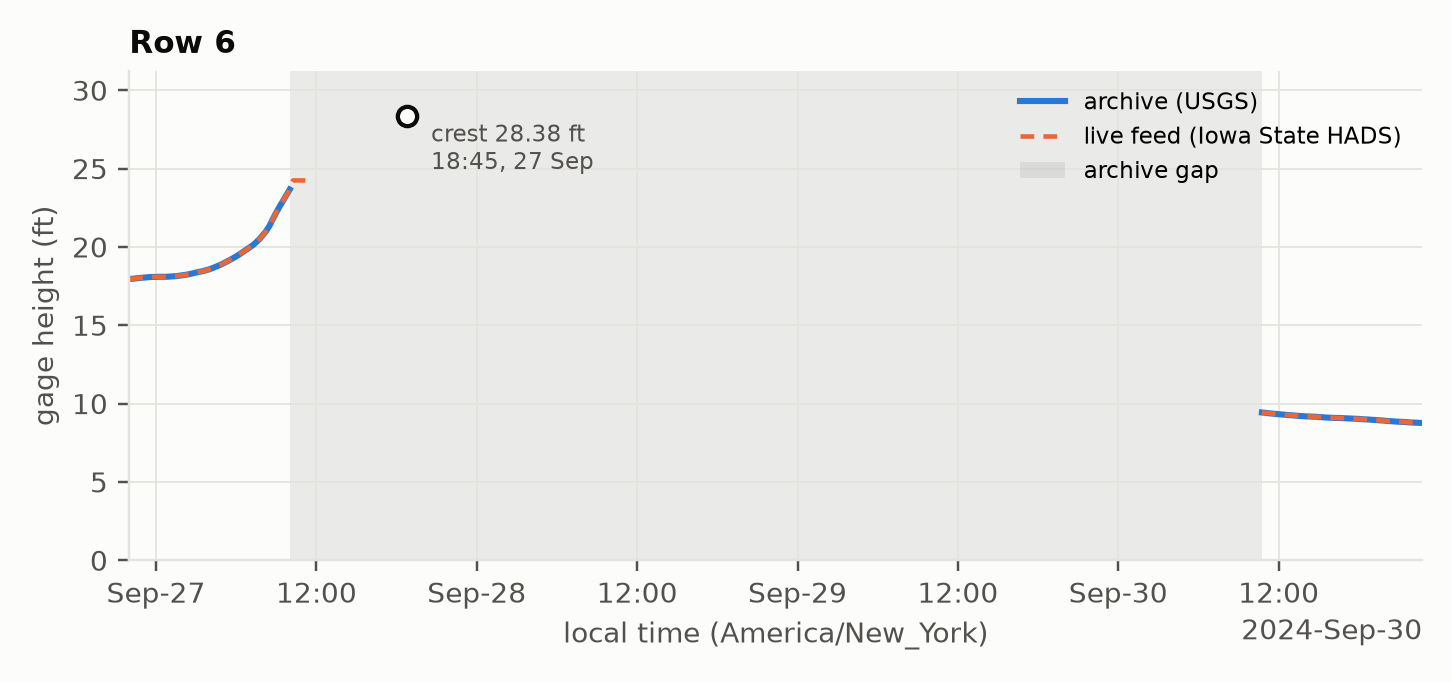 Row 6
30
25
20
15
10
5
0
gage height (ft)
crest 28.38 ft
18:45, 27 Sep
archive (USGS)
live feed (Iowa State HADS)
archive gap
Sep-27 12:00 Sep-28 12:00 Sep-29 12:00 Sep-30 12:00
local time (America/New_York)
2024-Sep-30